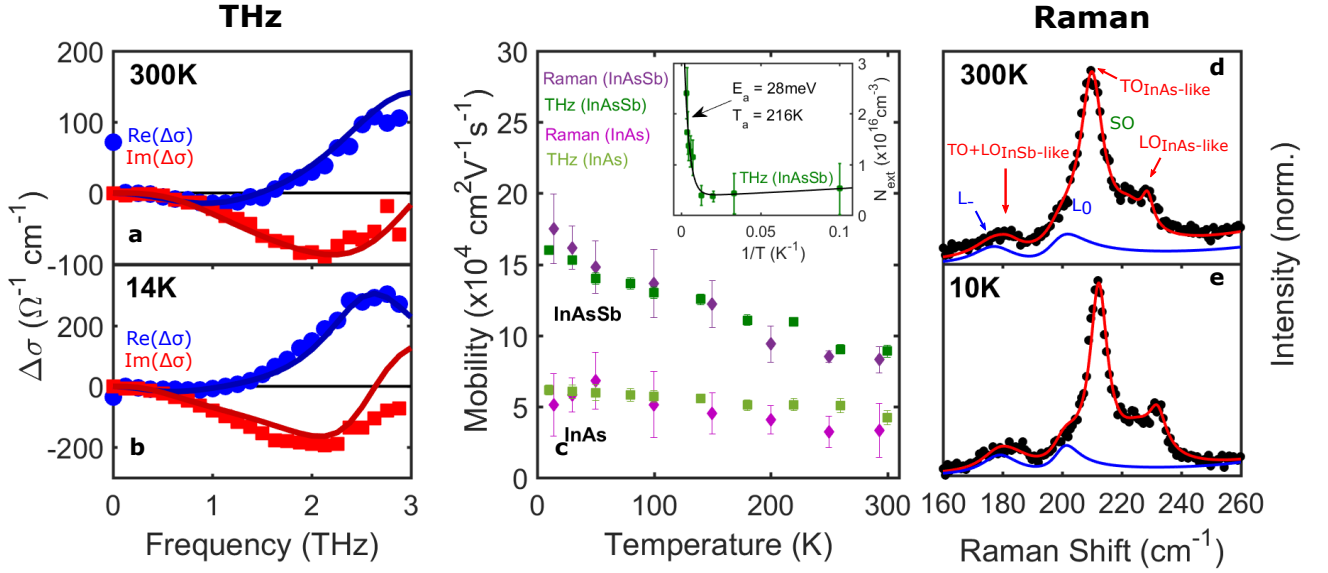 THz
Raman
200
100
0
-100
200
0
-200
300K
Re(Δσ)
Im(Δσ)
a
14K
Re(Δσ)
Im(Δσ)
b
Δσ (Ω⁻¹ cm⁻¹)
0 1 2 3
Frequency (THz)
Mobility (x10⁴ cm²V⁻¹s⁻¹)
30
25
20
15
10
5
0
Raman (InAsSb)
THz (InAsSb)
Raman (InAs)
THz (InAs)
Eₐ = 28meV
Tₐ = 216K
THz (InAsSb)
3
2
1
0
N_ext (x10¹⁶cm⁻³)
0 0.05 0.1
1/T (K⁻¹)
InAsSb
InAs
c
0 100 200 300
Temperature (K)
300K
d
TO_InAs-like
SO
TO+LO_InSb-like
LO_InAs-like
L-
L0
10K
e
Intensity (norm.)
160 180 200 220 240 260
Raman Shift (cm⁻¹)